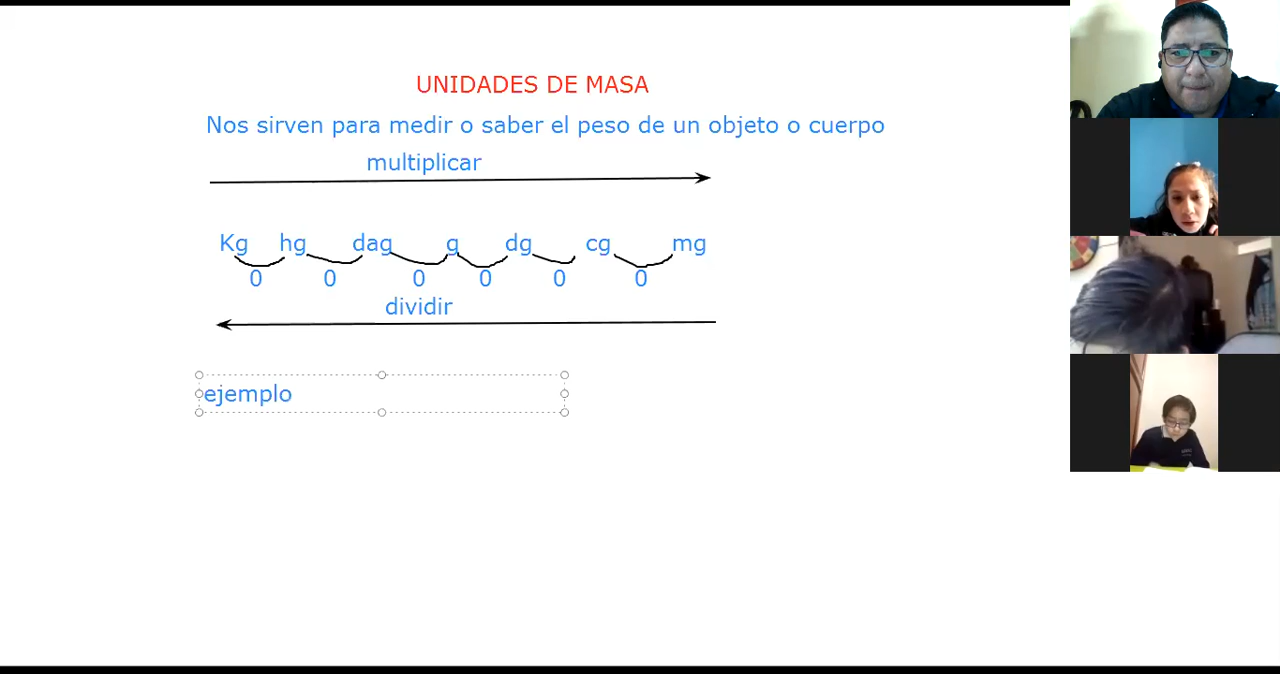 UNIDADES DE MASA
Nos sirven para medir o saber el peso de un objeto o cuerpo
multiplicar
Kg hg dag g dg cg mg
0 0 0 0 0 0
dividir
ejemplo